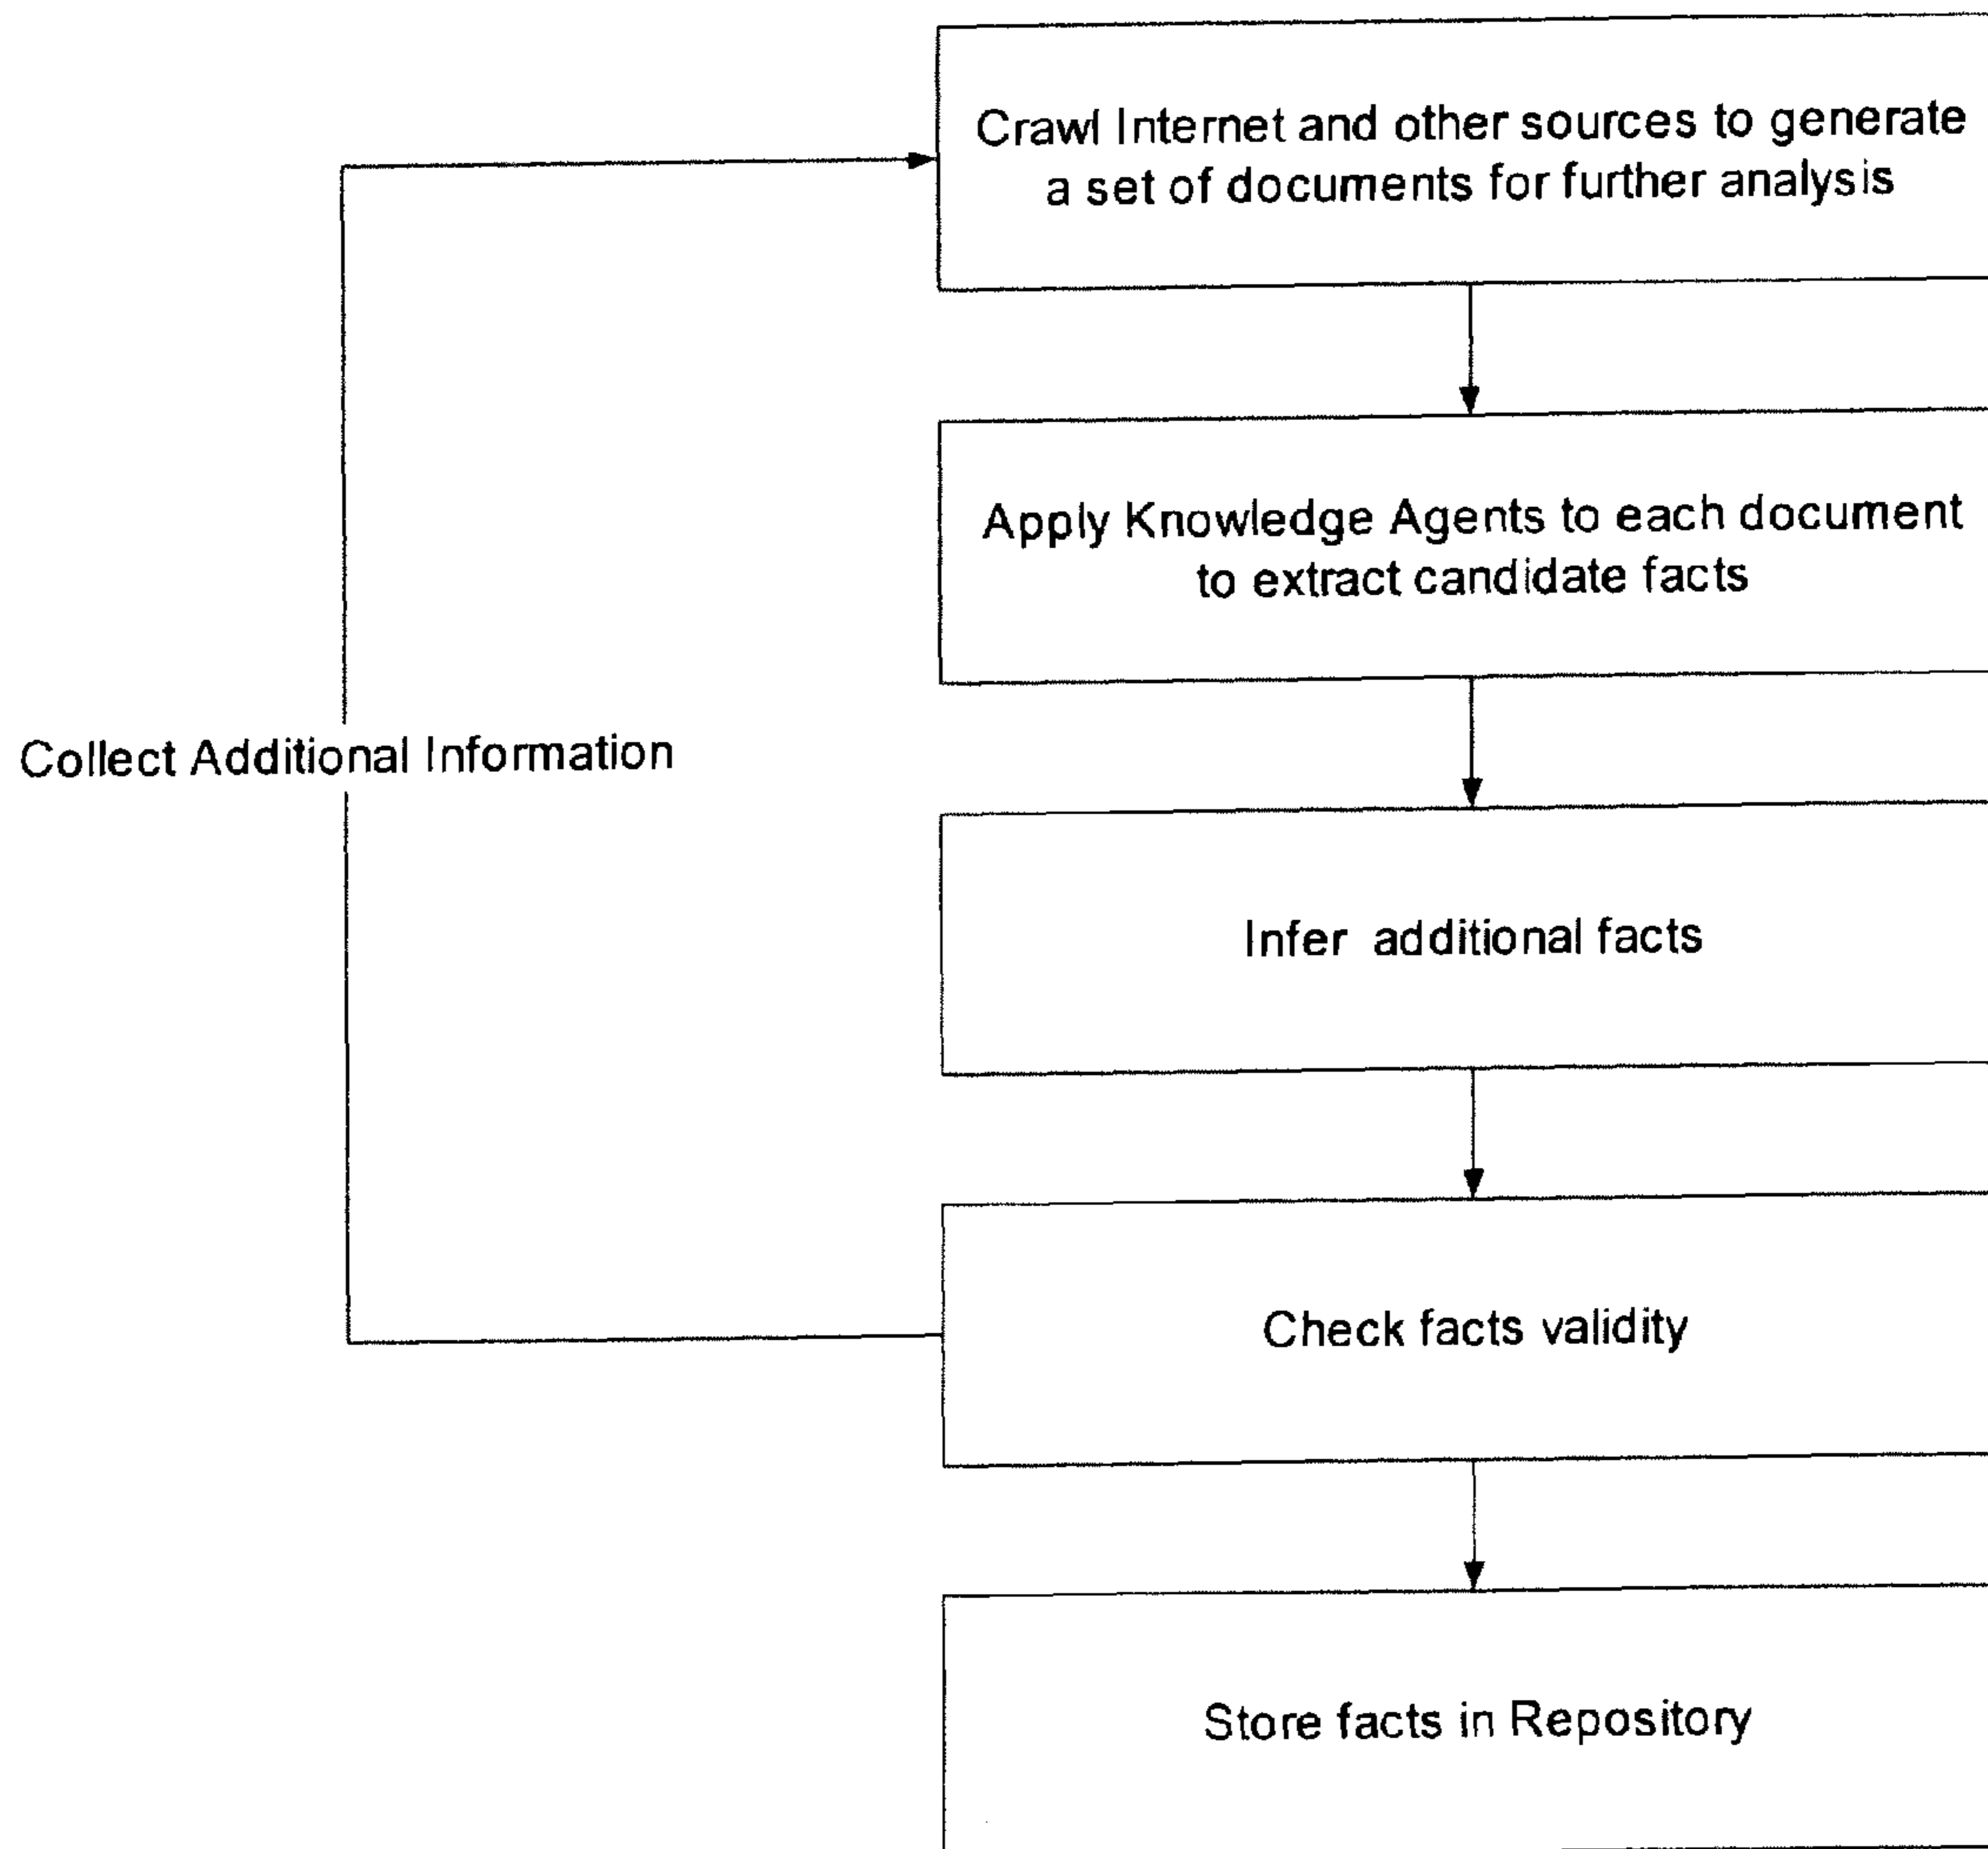 Crawl Internet and other sources to generate
a set of documents for further analysis
Apply Knowledge Agents to each document
to extract candidate facts
Collect Additional Information
Infer additional facts
Check facts validity
Store facts in Repository